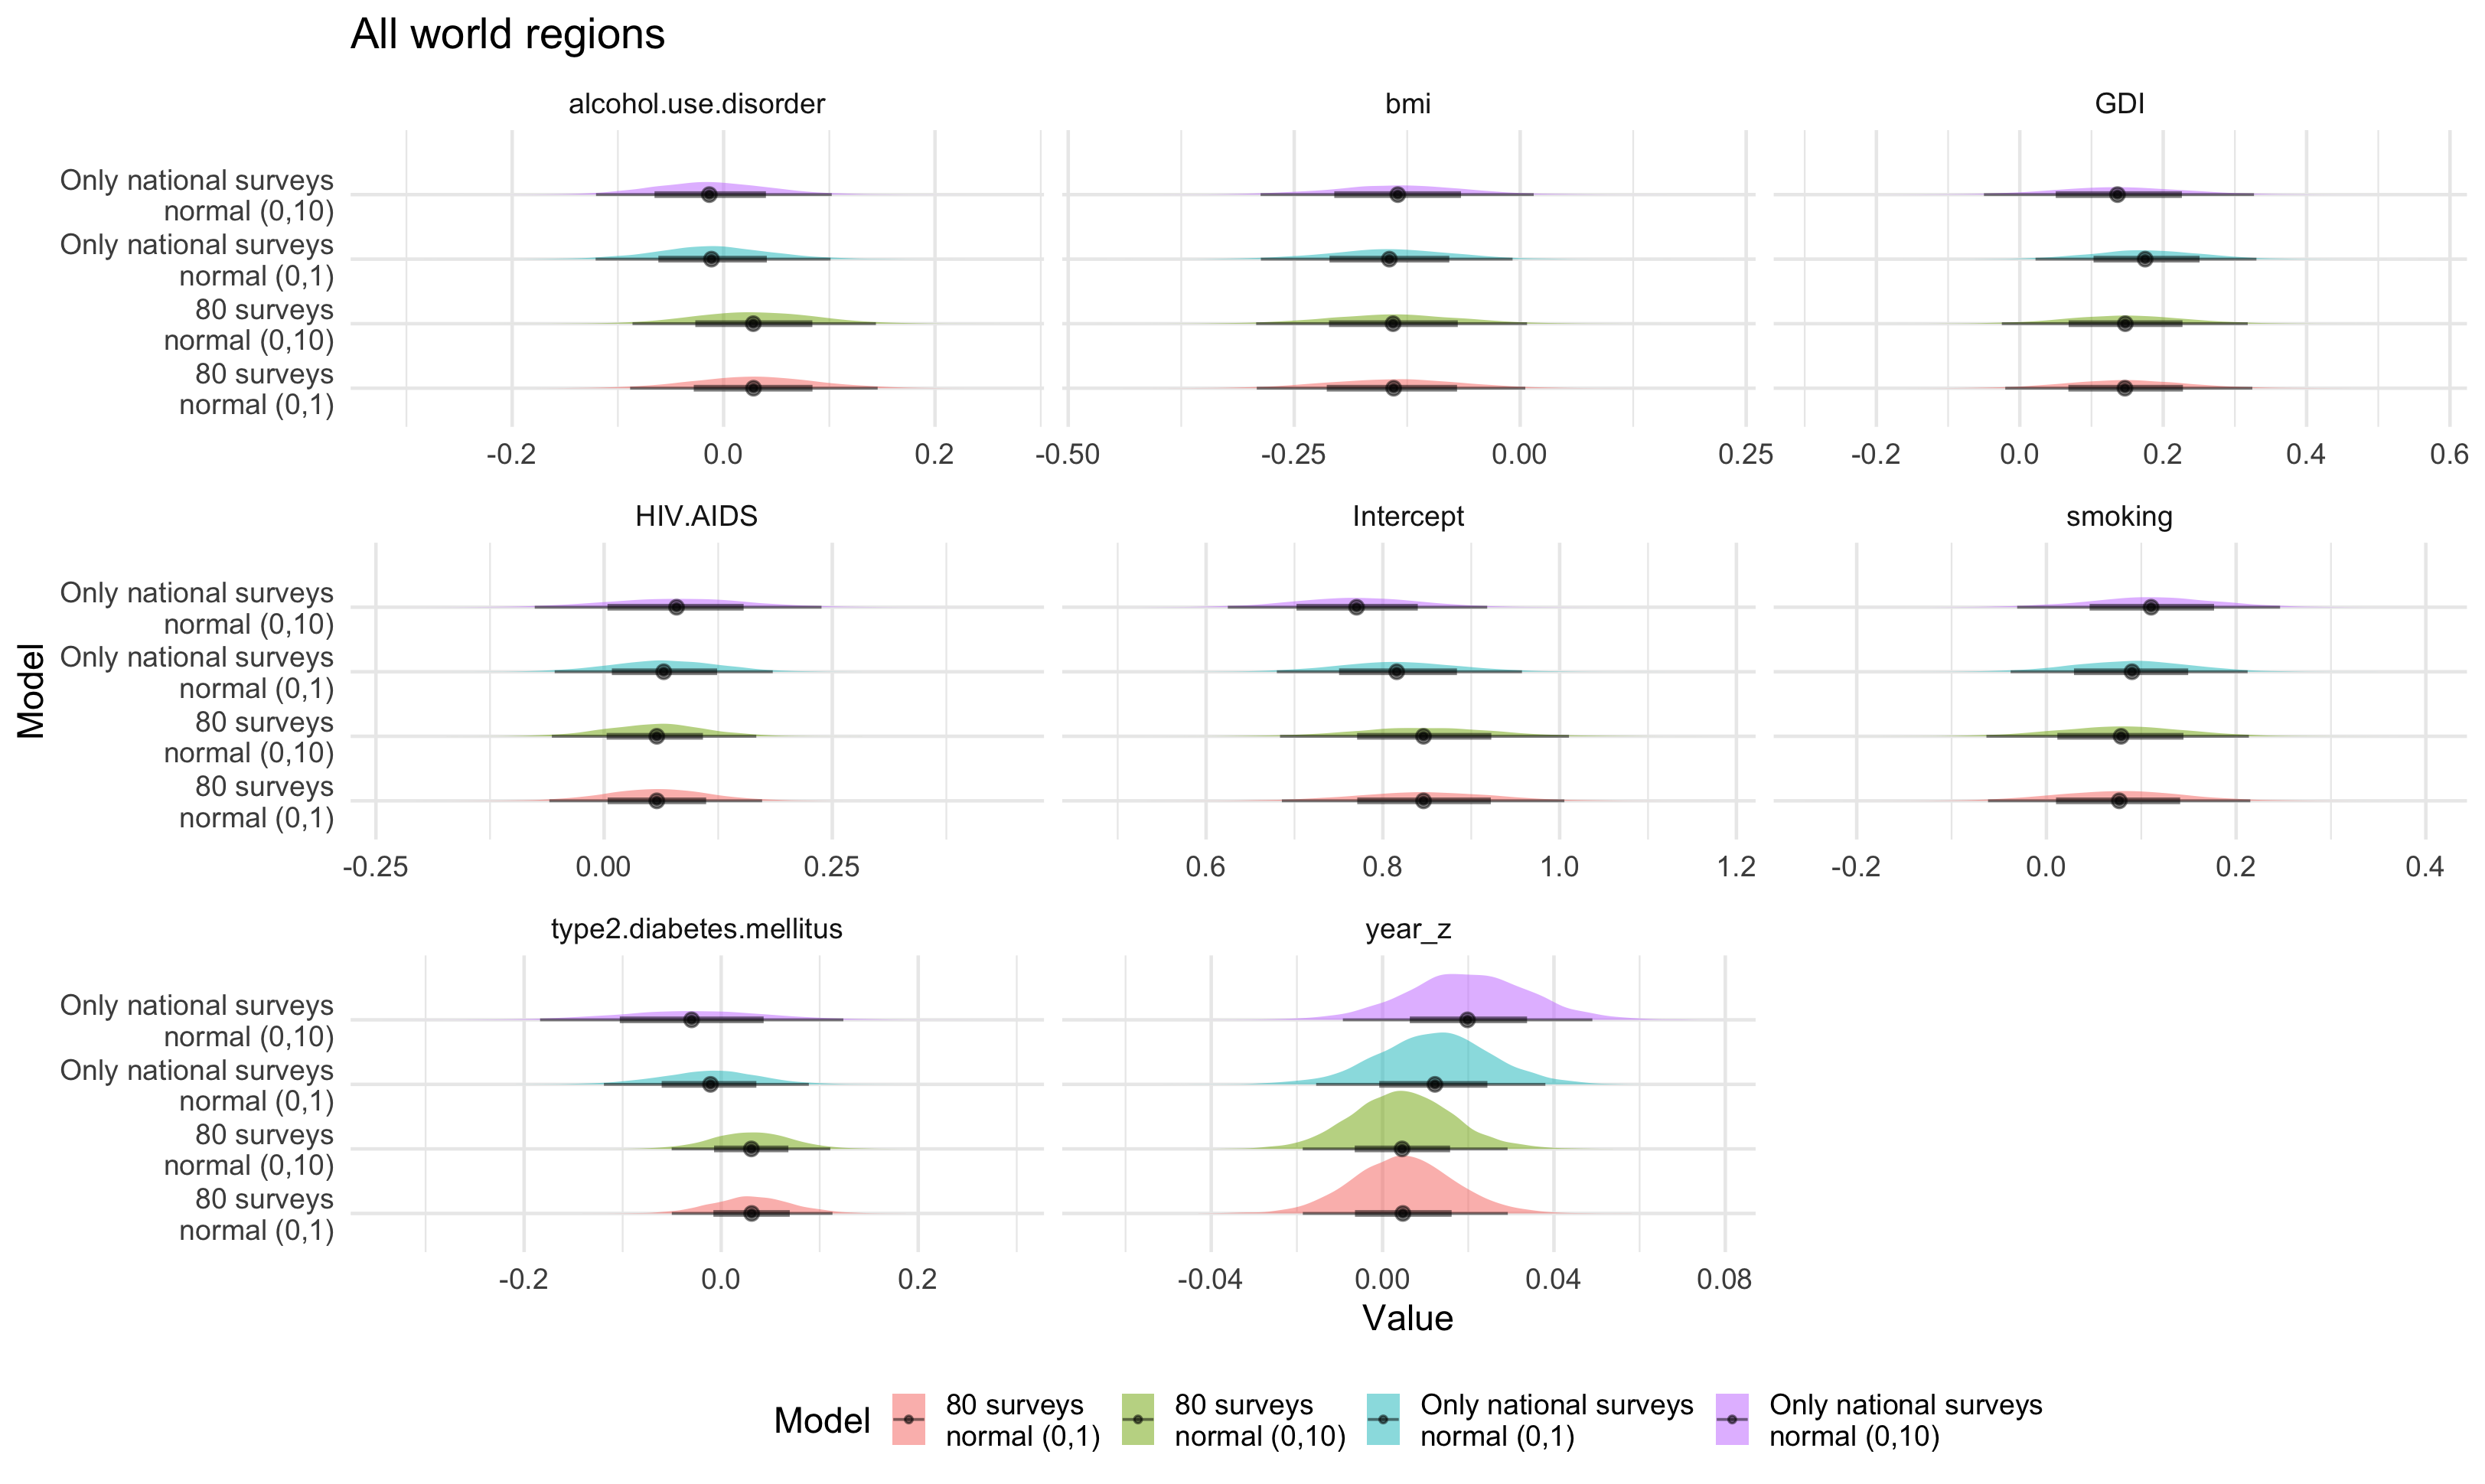 All world regions
alcohol.use.disorder
bmi
GDI
Only national surveys
normal (0,10)
Only national surveys
normal (0,1)
80 surveys
normal (0,10)
80 surveys
normal (0,1)
-0.2 0.0 0.2
-0.50 -0.25 0.00 0.25
-0.2 0.0 0.2 0.4 0.6
HIV.AIDS
Intercept
smoking
Model
Only national surveys
normal (0,10)
Only national surveys
normal (0,1)
80 surveys
normal (0,10)
80 surveys
normal (0,1)
-0.25 0.00 0.25
0.6 0.8 1.0 1.2
-0.2 0.0 0.2 0.4
type2.diabetes.mellitus
year_z
Only national surveys
normal (0,10)
Only national surveys
normal (0,1)
80 surveys
normal (0,10)
80 surveys
normal (0,1)
-0.2 0.0 0.2
-0.04 0.00 0.04 0.08
Value
Model
80 surveys
normal (0,1)
80 surveys
normal (0,10)
Only national surveys
normal (0,1)
Only national surveys
normal (0,10)